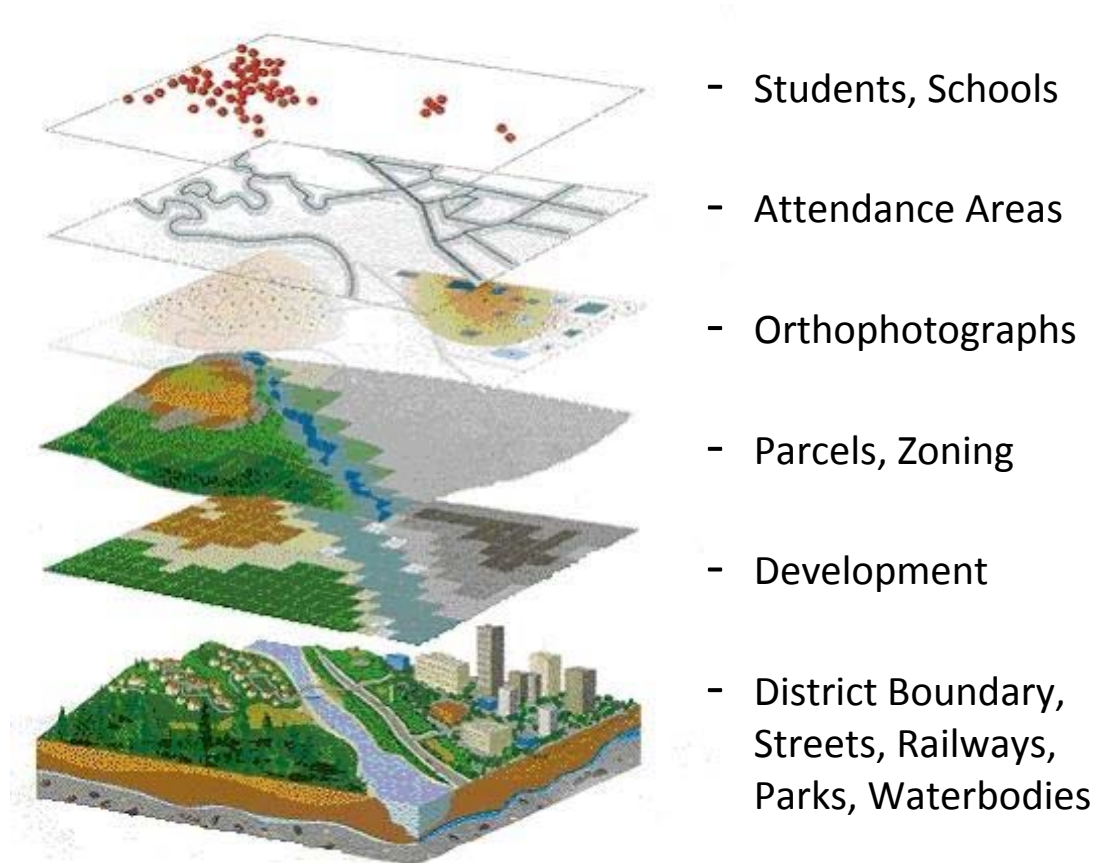 - Students, Schools
- Attendance Areas
- Orthophotographs
- Parcels, Zoning
- Development
- District Boundary,
Streets, Railways,
Parks, Waterbodies